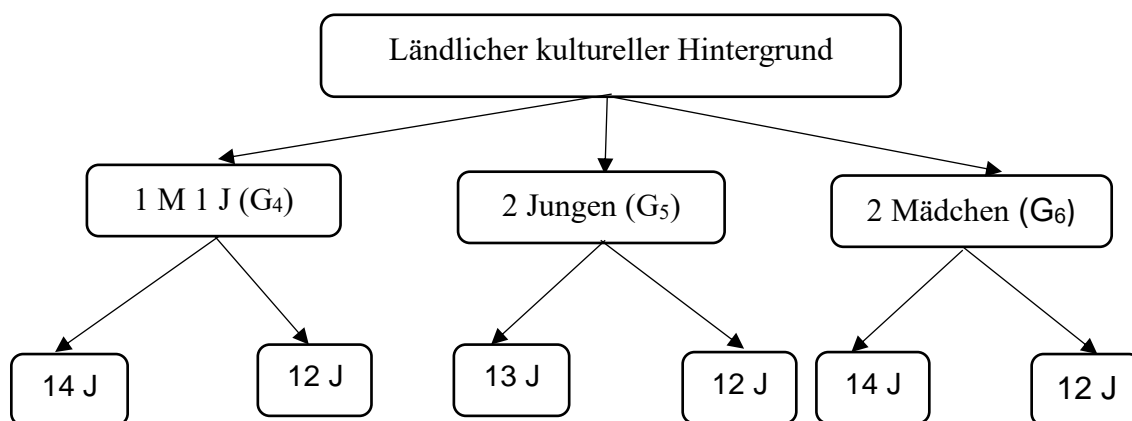 Ländlicher kultureller Hintergrund
1 M 1 J (G₄)
2 Jungen (G₅)
2 Mädchen (G₆)
14 J
12 J
13 J
12 J
14 J
12 J